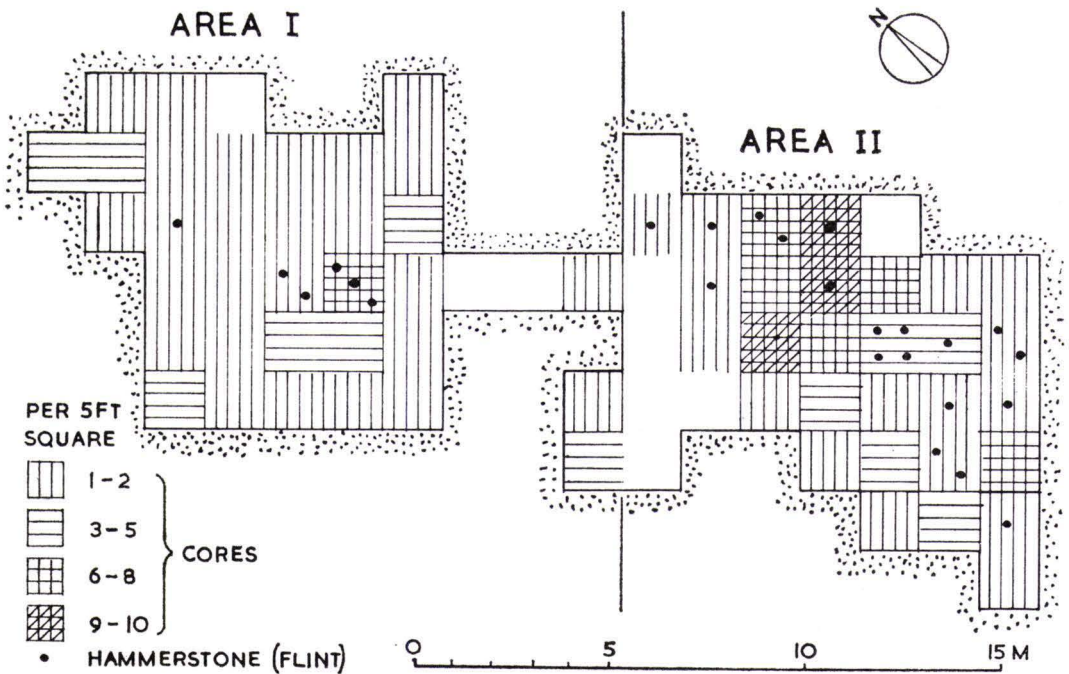 AREA I
N
AREA II
PER 5FT
SQUARE
1-2
3-5
6-8
9-10
CORES
HAMMERSTONE (FLINT)
0 5 10 15 M